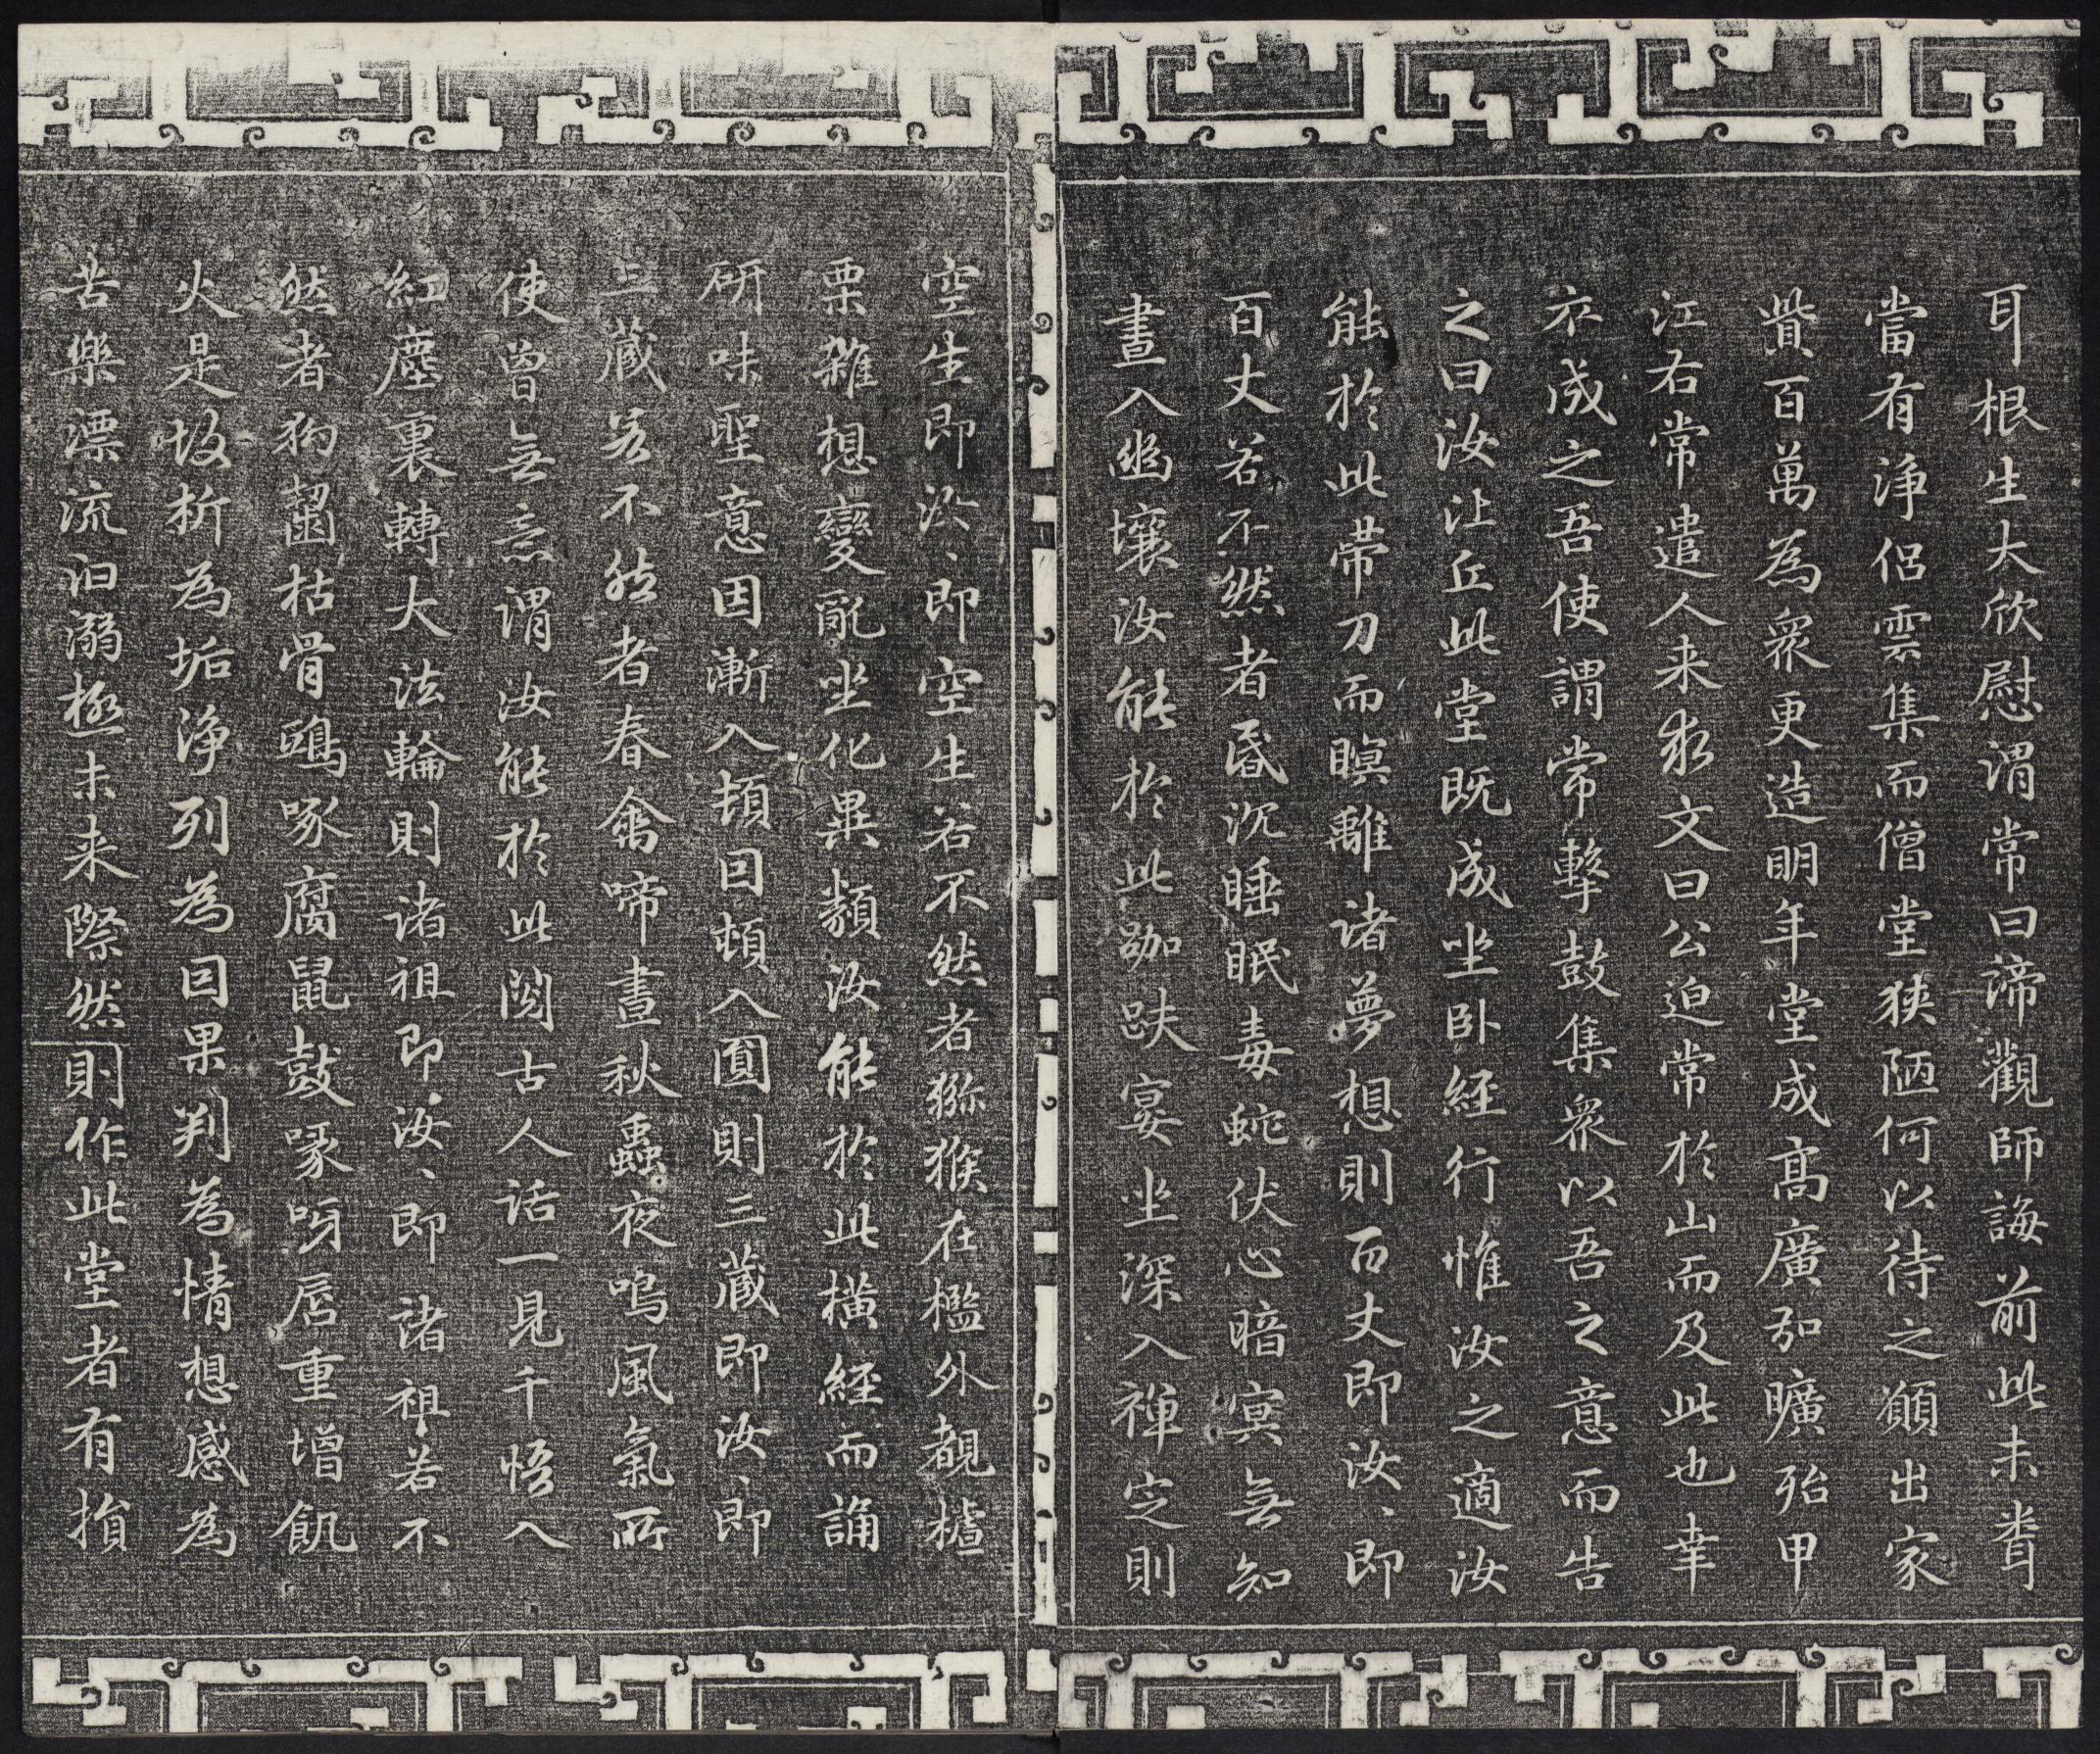 耳根生大欣慰謂常曰諦觀師誨前此未
當有淨侶雲集而僧堂狹陋何以待之願出家
貲百萬為衆更造明年堂成高廣弘曠殆甲
江右常遣人来求文曰公迫常於山而及此也幸
卒成之吾使謂常擊鼓集衆以吾之意而告
之曰汝比丘此堂既成坐卧經行惟汝之適汝
能於此帶刀而瞑離諸夢想則百丈即汝、即
百丈若不然者昏沉睡眠毒蛇伏心暗冥無知
晝入幽壤汝能於此跏趺宴坐深入禪定則
空生即汝、即空生若不然者獼猴在檻外覩樝
栗雜想變亂坐化異類汝能於此橫經而誦
研味聖意因漸入頓因頓入圓則三藏即汝、即
三藏若不然者春禽啼晝秋蟲夜鳴風氣所
使曾無意謂汝能於此閱古人話一見千悟入
紅塵裏轉大法輪則諸祖即汝、即諸祖若不
然者狗齧枯骨鴟啄腐鼠鼓喙呀唇重增飢
火是故折為垢淨列為因果判為情想感為
苦樂漂流汩溺極未来際然則作此堂者有損